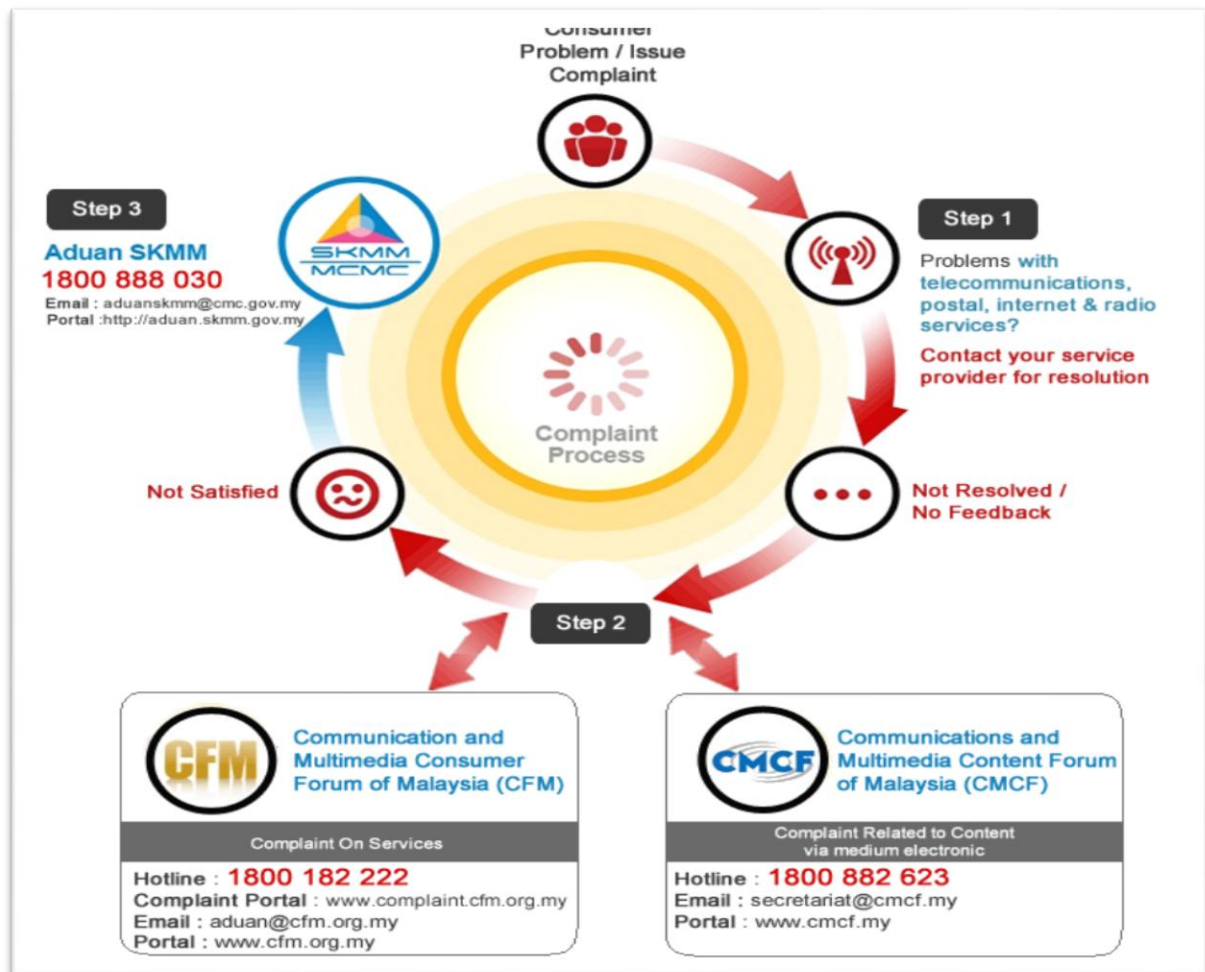 Consumer
Problem / Issue
Complaint
Step 1
Problems with
telecommunications,
postal, internet & radio
services?
Contact your service
provider for resolution
Not Resolved /
No Feedback
Step 2
Not Satisfied
Step 3
Aduan SKMM
1800 888 030
Email : aduanskmm@cmc.gov.my
Portal :http://aduan.skmm.gov.my
SKMM
MCMC
Complaint
Process
CFM
Communication and
Multimedia Consumer
Forum of Malaysia (CFM)
Complaint On Services
Hotline : 1800 182 222
Complaint Portal : www.complaint.cfm.org.my
Email : aduan@cfm.org.my
Portal : www.cfm.org.my
CMCF
Communications and
Multimedia Content Forum
of Malaysia (CMCF)
Complaint Related to Content
via medium electronic
Hotline : 1800 882 623
Email : secretariat@cmcf.my
Portal : www.cmcf.my